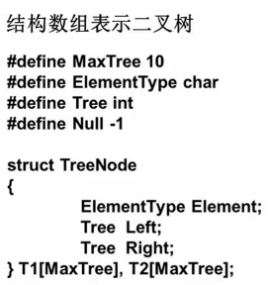 结构数组表示二叉树
#define MaxTree 10
#define ElementType char
#define Tree int
#define Null -1
struct TreeNode
{
ElementType Element;
Tree Left;
Tree Right;
} T1[MaxTree], T2[MaxTree];